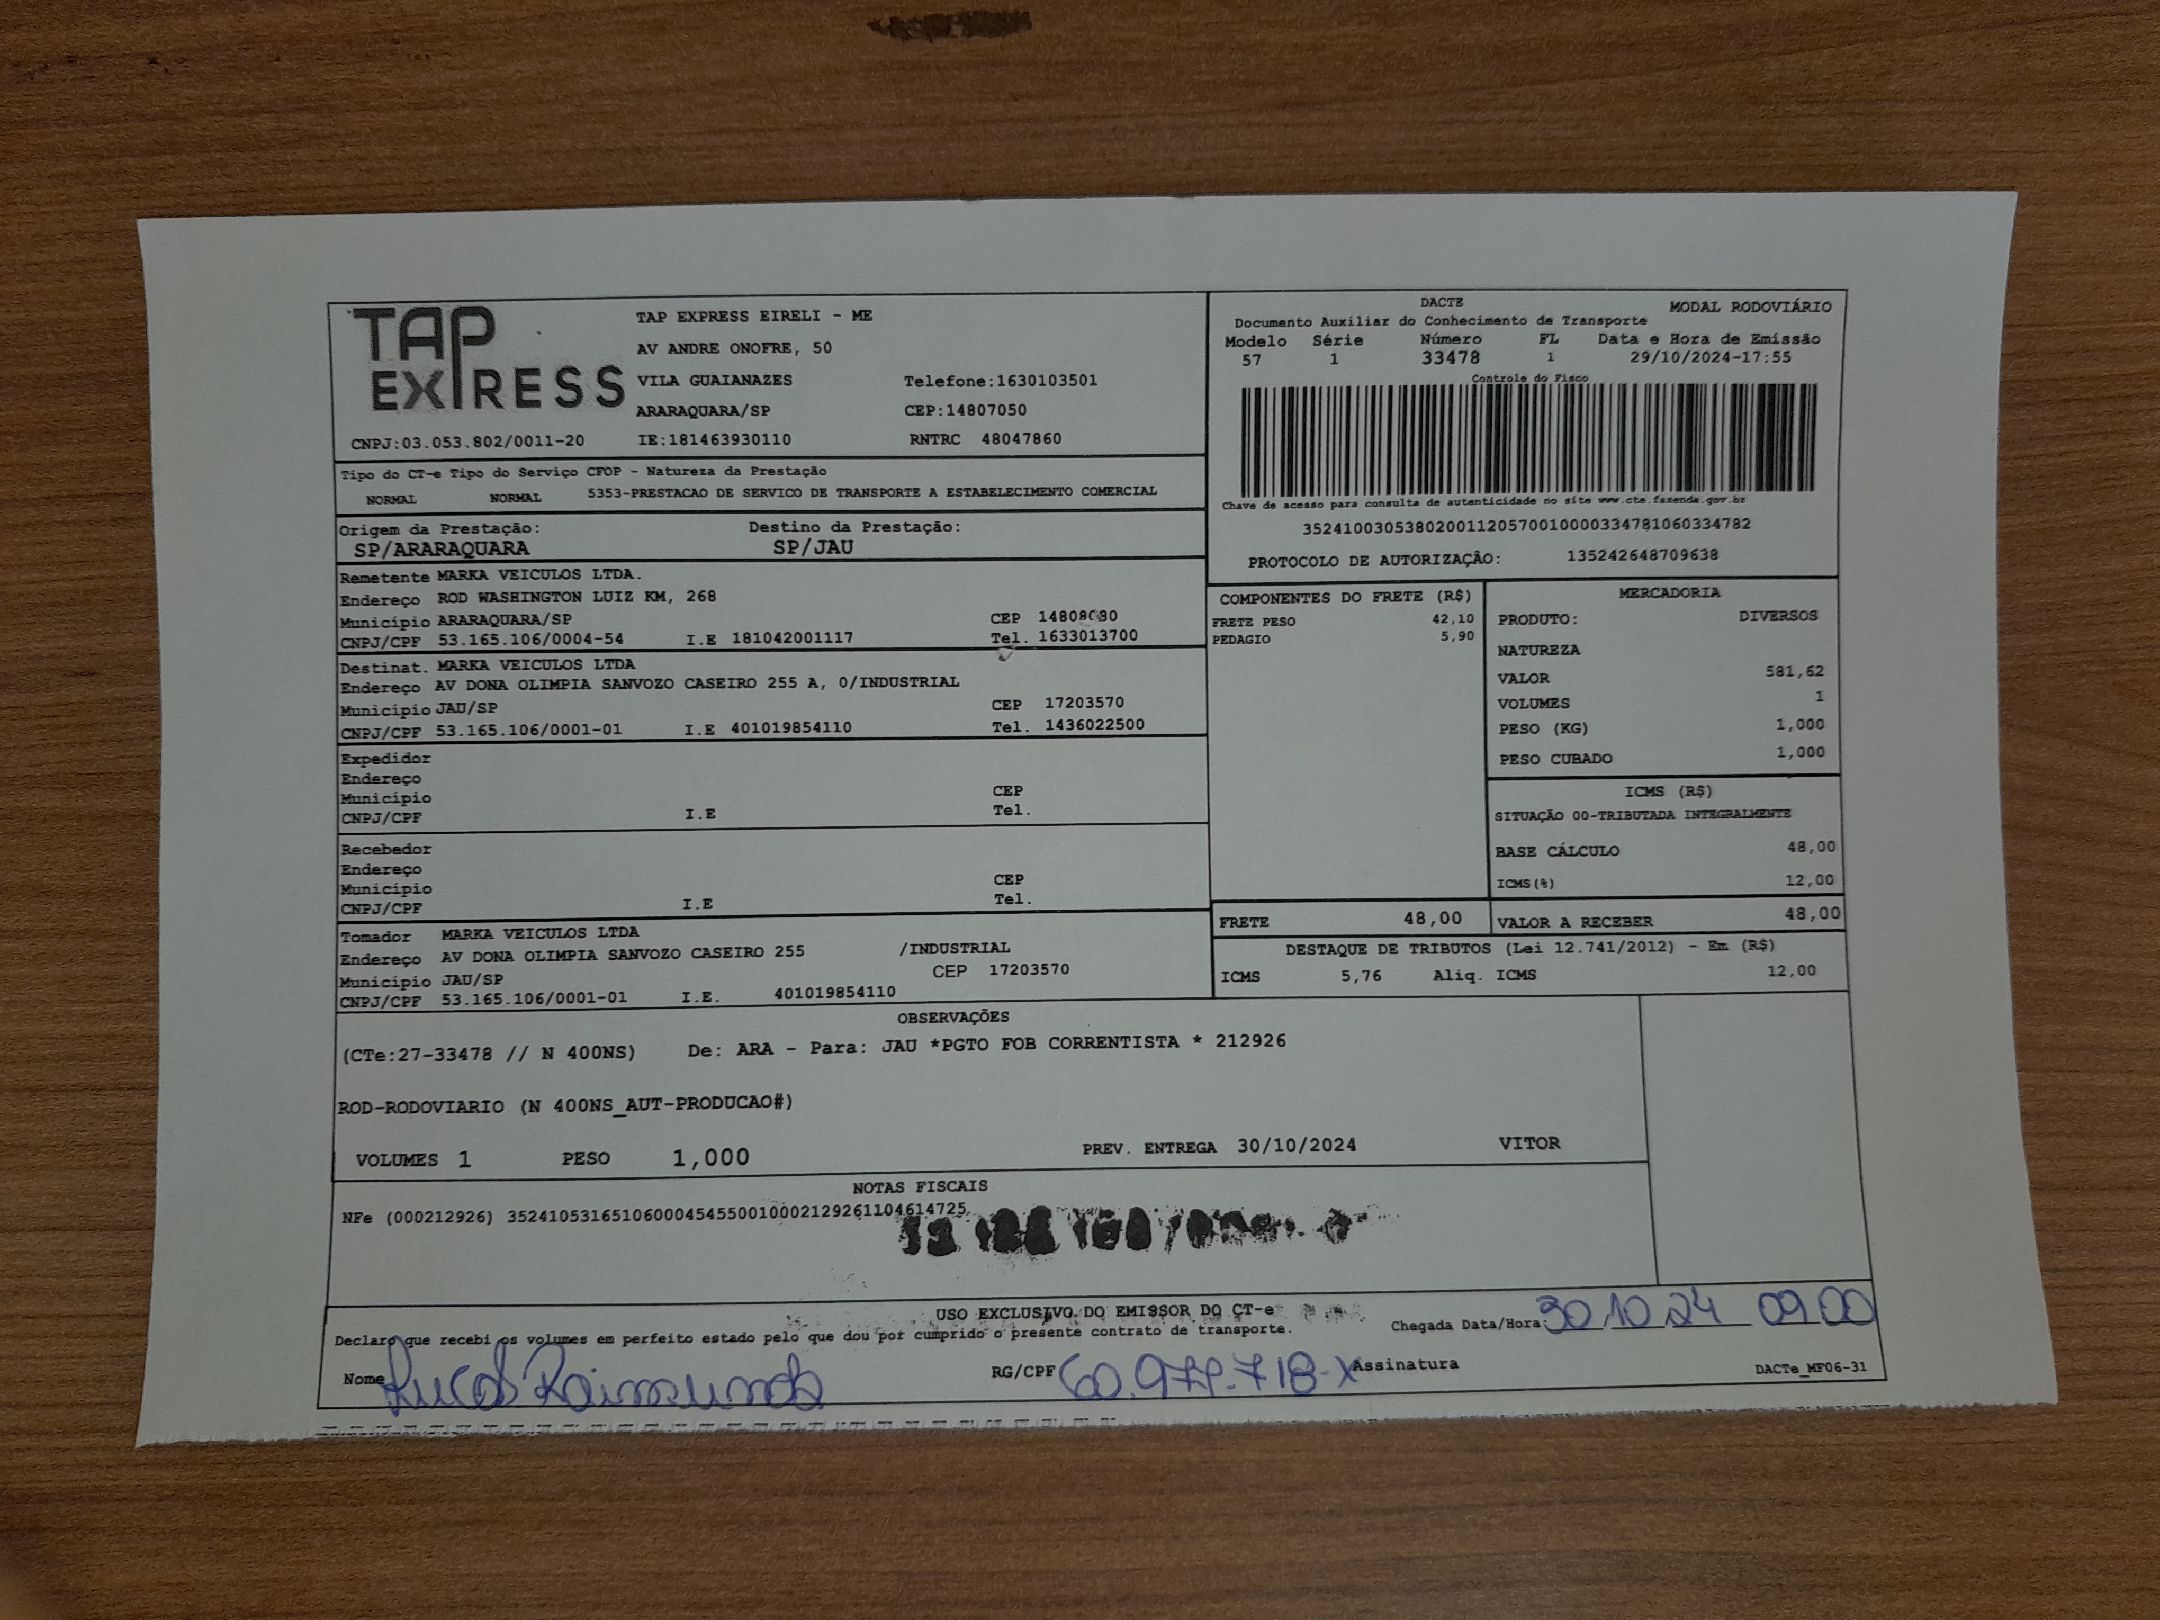 TAP EXPRESS
TAP EXPRESS EIRELI - ME
AV ANDRE ONOFRE, 50
VILA GUAIANAZES Telefone:1630103501
ARARAQUARA/SP CEP:14807050
CNPJ:03.053.802/0011-20 IE:181463930110 RNTRC 48047860
DACTE MODAL RODOVIÁRIO
Documento Auxiliar do Conhecimento de Transporte
Modelo Série Número FL Data e Hora de Emissão
57 1 33478 1 29/10/2024-17:55
Controle do Fisco
Chave de acesso para consulta de autenticidade no site www.cte.fazenda.gov.br
35241003053802001120570010000334781060334782
PROTOCOLO DE AUTORIZAÇÃO: 135242648709638
Tipo do CT-e Tipo do Serviço CFOP - Natureza da Prestação
NORMAL NORMAL 5353-PRESTACAO DE SERVICO DE TRANSPORTE A ESTABELECIMENTO COMERCIAL
Origem da Prestação: Destino da Prestação:
SP/ARARAQUARA SP/JAU
Remetente MARKA VEICULOS LTDA.
Endereço ROD WASHINGTON LUIZ KM, 268
Município ARARAQUARA/SP CEP
CNPJ/CPF 53.165.106/0004-54 I.E 181042001117 Tel. 1633013700
Destinat. MARKA VEICULOS LTDA
Endereço AV DONA OLIMPIA SANVOZO CASEIRO 255 A, 0/INDUSTRIAL
Município JAU/SP CEP 17203570
CNPJ/CPF 53.165.106/0001-01 I.E 401019854110 Tel. 1436022500
Expedidor
Endereço
Município CEP
CNPJ/CPF I.E Tel.
Recebedor
Endereço
Município CEP
CNPJ/CPF I.E Tel.
Tomador MARKA VEICULOS LTDA
Endereço AV DONA OLIMPIA SANVOZO CASEIRO 255 /INDUSTRIAL
Município JAU/SP CEP 17203570
CNPJ/CPF 53.165.106/0001-01 I.E. 401019854110
COMPONENTES DO FRETE (R$)
FRETE PESO 42,10
PEDAGIO 5,90
MERCADORIA
PRODUTO: DIVERSOS
NATUREZA
VALOR 581,62
VOLUMES 1
PESO (KG) 1,000
PESO CUBADO 1,000
ICMS (R$)
SITUAÇÃO 00-TRIBUTADA INTEGRALMENTE
BASE CÁLCULO 48,00
ICMS(%) 12,00
FRETE 48,00 VALOR A RECEBER 48,00
DESTAQUE DE TRIBUTOS (Lei 12.741/2012) - Em (R$)
ICMS 5,76 Aliq. ICMS 12,00
OBSERVAÇÕES
(CTe:27-33478 // N 400NS) De: ARA - Para: JAU *PGTO FOB CORRENTISTA * 212926
ROD-RODOVIARIO (N 400NS_AUT-PRODUCAO#)
VOLUMES 1 PESO 1,000 PREV. ENTREGA 30/10/2024 VITOR
NOTAS FISCAIS
NFe (000212926) 35241053165106000454550010002129261104614725
USO EXCLUSIVO DO EMISSOR DO CT-e
Declaro que recebi os volumes em perfeito estado pelo que dou por cumprido o presente contrato de transporte.
Chegada Data/Hora: 30 10 24 09 00
Nome Lucas Raimundo RG/CPF Assinatura DACTe_MF06-31